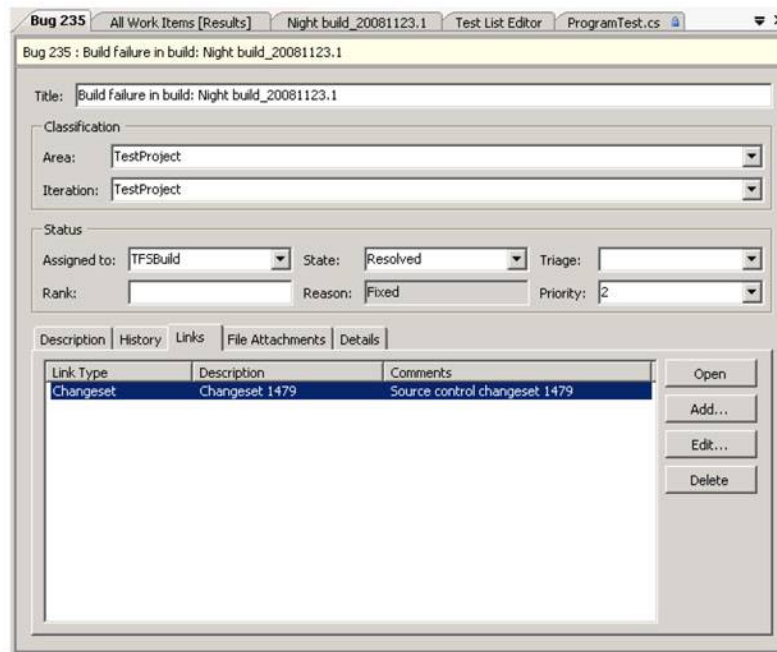 Bug 235 All Work Items [Results] Night build_20081123.1 Test List Editor ProgramTest.cs
Bug 235 : Build failure in build: Night build_20081123.1
Title: Build failure in build: Night build_20081123.1
Classification
Area: TestProject
Iteration: TestProject
Status
Assigned to: TFSBuild State: Resolved Triage:
Rank: Reason: Fixed Priority: 2
Description History Links File Attachments Details
Link Type Description Comments Open
Changeset Changeset 1479 Source control changeset 1479
Add...
Edit...
Delete